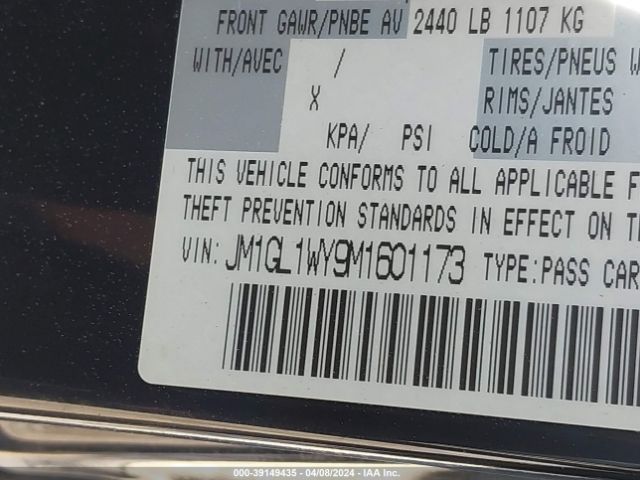 FRONT GAWR/PNBE AV 2440 LB 1107 KG
WITH/AVEC / TIRES/PNEUS
X RIMS/JANTES
KPA/ PSI COLD/A FROID
THIS VEHICLE CONFORMS TO ALL APPLICABLE F
THEFT PREVENTION STANDARDS IN EFFECT ON
VIN: JM1GL1WY9M1601173 TYPE:PASS CAR
000-39149435 - 04/08/2024 - IAA Inc.